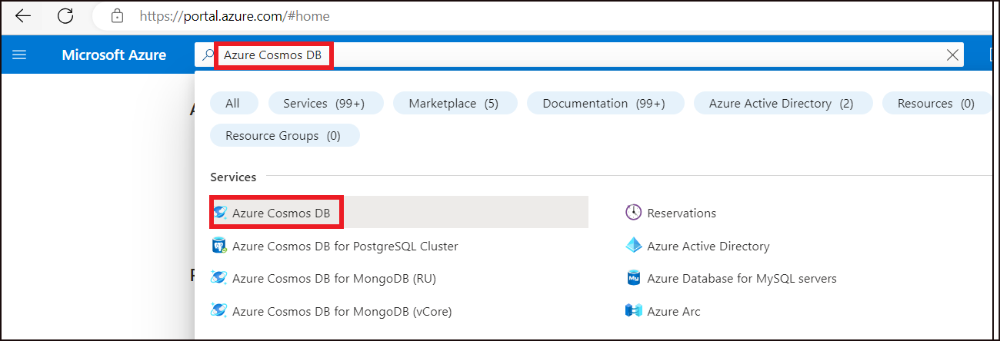 https://portal.azure.com/#home
Microsoft Azure
Azure Cosmos DB
All
Services (99+)
Marketplace (5)
Documentation (99+)
Azure Active Directory (2)
Resources (0)
Resource Groups (0)
Services
Azure Cosmos DB
Reservations
Azure Cosmos DB for PostgreSQL Cluster
Azure Active Directory
Azure Cosmos DB for MongoDB (RU)
My
Azure Database for MySQL servers
Azure Cosmos DB for MongoDB (vCore)
Azure Arc